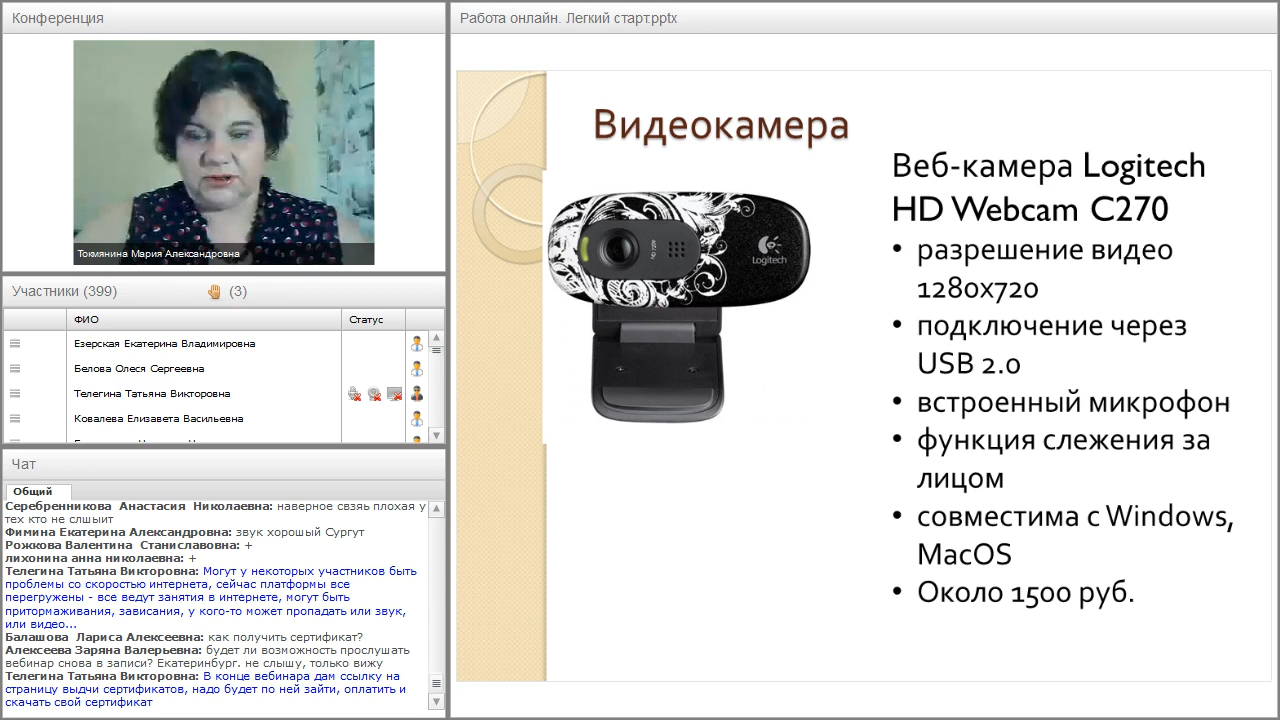 Конференция
Токмянина Мария Александровна
Участники (399)
(3)
ФИО
Статус
Езерская Екатерина Владимировна
Белова Олеся Сергеевна
Телегина Татьяна Викторовна
Ковалева Елизавета Васильевна
Чат
Общий
Серебренникова Анастасия Николаевна: наверное свзяь плохая у
тех кто не слшыит
Фимина Екатерина Александровна: звук хорошый Сургут
Рожкова Валентина Станиславовна: +
лихонина анна николаевна: +
Телегина Татьяна Викторовна: Могут у некоторых участников быть
проблемы со скоростью интернета, сейчас платформы все
перегружены - все ведут занятия в интернете, могут быть
притормаживания, зависания, у кого-то может пропадать или звук,
или видео...
Балашова Лариса Алексеевна: как получить сертификат?
Алексеева Заряна Валерьевна: будет ли возможность прослушать
вебинар снова в записи? Екатеринбург. не слышу, только вижу
Телегина Татьяна Викторовна: В конце вебинара дам ссылку на
страницу выдчи сертификатв, надо будет по ней зайти, оплатить и
скачать свой сертификат
Работа онлайн. Легкий старт.pptx
Видеокамера
HD 720P
Logitech
Веб-камера Logitech
HD Webcam C270
• разрешение видео
1280x720
• подключение через
USB 2.0
• встроенный микрофон
• функция слежения за
лицом
• совместима с Windows,
MacOS
• Около 1500 руб.